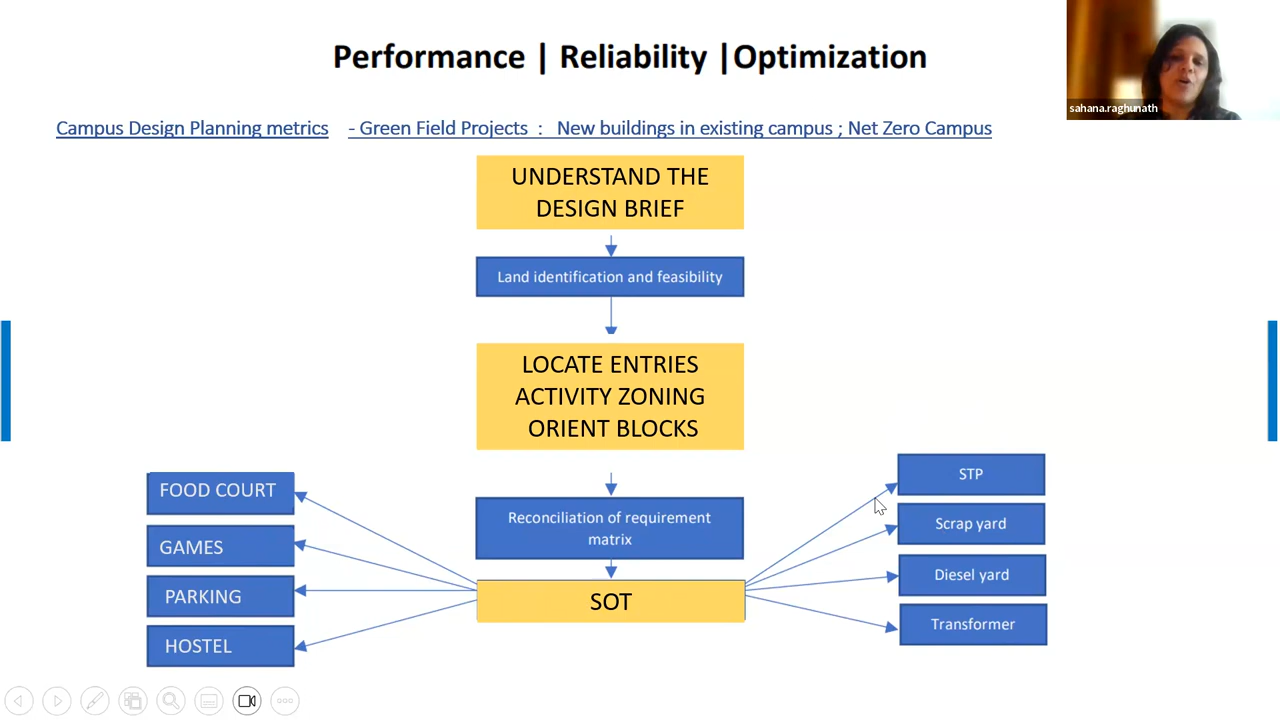 Performance | Reliability |Optimization
sahana.raghunath
Campus Design Planning metrics - Green Field Projects : New buildings in existing campus ; Net Zero Campus
UNDERSTAND THE
DESIGN BRIEF
Land identification and feasibility
LOCATE ENTRIES
ACTIVITY ZONING
ORIENT BLOCKS
Reconciliation of requirement
matrix
SOT
FOOD COURT
GAMES
PARKING
HOSTEL
STP
Scrap yard
Diesel yard
Transformer